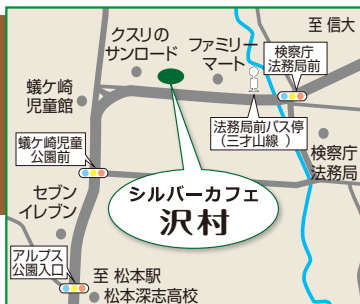 至 信大
クスリの
サンロード
ファミリー
マート
検察庁
法務局前
蟻ケ崎
児童館
法務局前バス停
（三才山線 ）
検察庁
法務局
蟻ケ崎児童
公園前
シルバーカフェ
沢村
セブン
イレブン
アルプス
公園入口
至 松本駅
松本深志高校